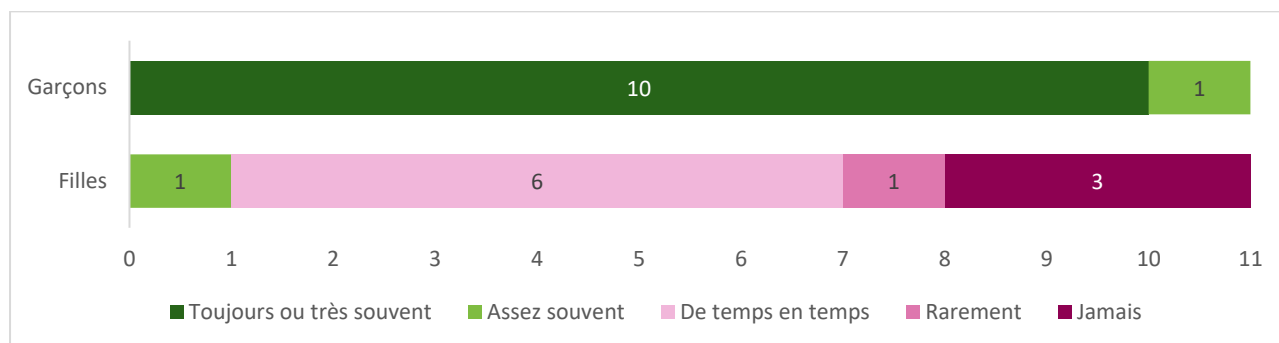 Garçons 10 1
Filles 1 6 1 3
0 1 2 3 4 5 6 7 8 9 10 11
Toujours ou très souvent Assez souvent De temps en temps Rarement Jamais